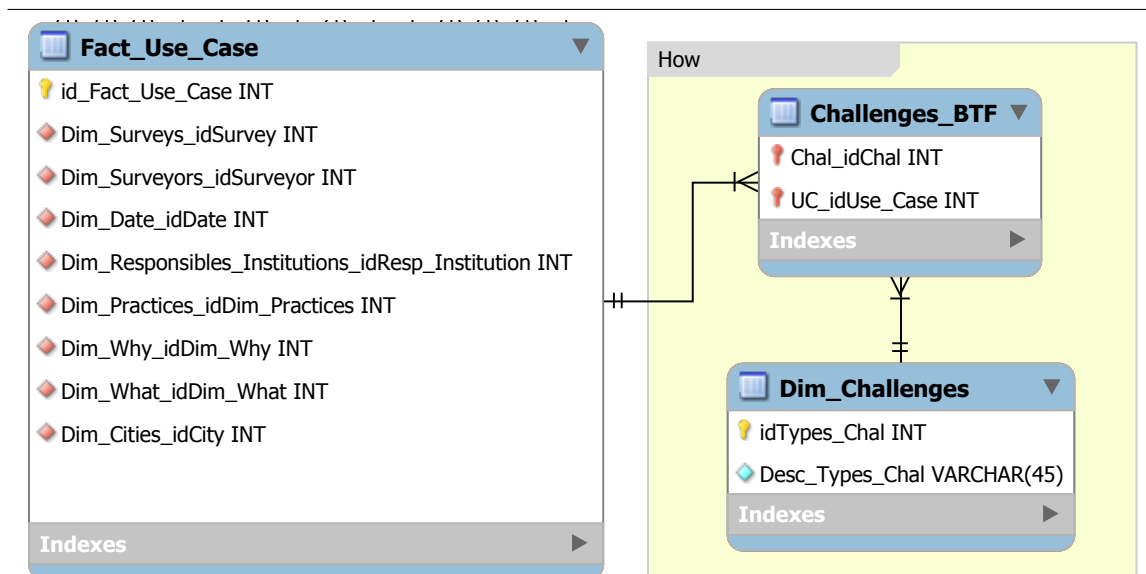 Fact_Use_Case
id_Fact_Use_Case INT
Dim_Surveys_idSurvey INT
Dim_Surveyors_idSurveyor INT
Dim_Date_idDate INT
Dim_Responsibles_Institutions_idResp_Institution INT
Dim_Practices_idDim_Practices INT
Dim_Why_idDim_Why INT
Dim_What_idDim_What INT
Dim_Cities_idCity INT
Indexes
How
Challenges_BTF
Chal_idChal INT
UC_idUse_Case INT
Indexes
Dim_Challenges
idTypes_Chal INT
Desc_Types_Chal VARCHAR(45)
Indexes